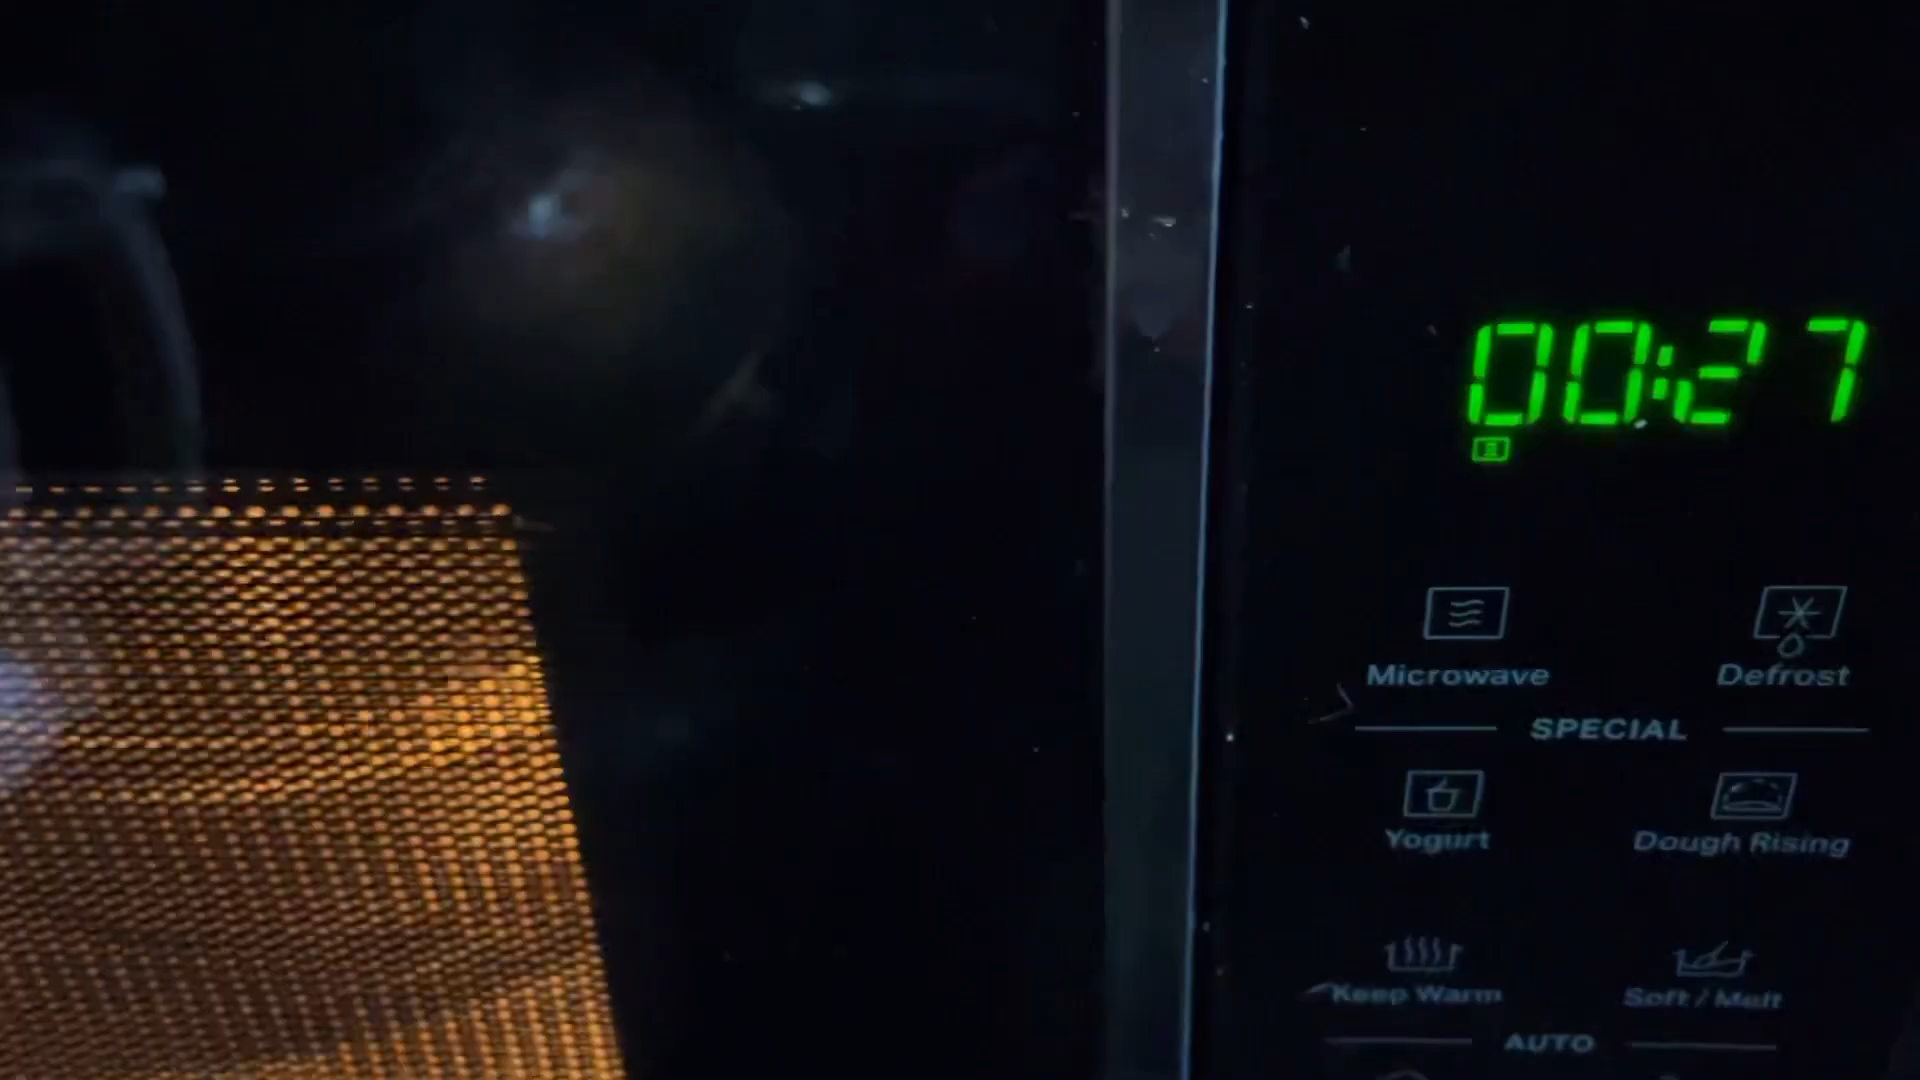 00:27
Microwave Defrost
SPECIAL
Yogurt Dough Rising
Keep Warm Soft / Melt
AUTO